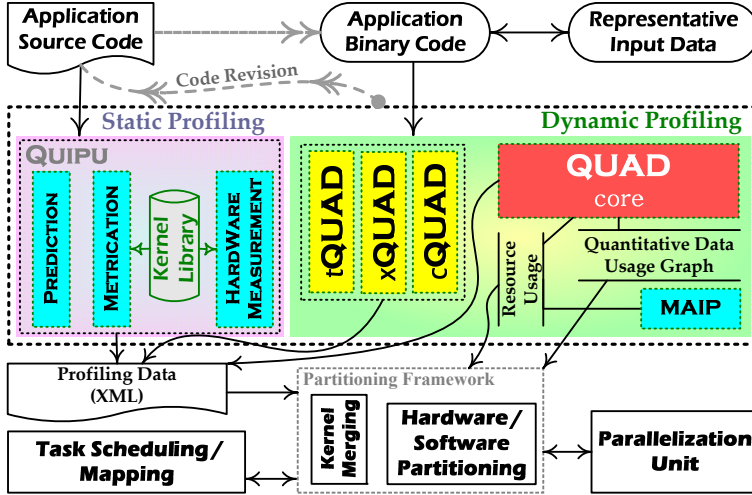 Application
Source Code
Application
Binary Code
Representative
Input Data
Code Revision
Static Profiling
Dynamic Profiling
QUIPU
PREDICTION
METRICATION
Kernel
Library
HARDWARE
MEASUREMENT
tQUAD
xQUAD
cQUAD
QUAD
core
Resource
Usage
Quantitative Data
Usage Graph
MAIP
Profiling Data
(XML)
Partitioning Framework
Kernel
Merging
Hardware/
Software
Partitioning
Task Scheduling/
Mapping
Parallelization
Unit